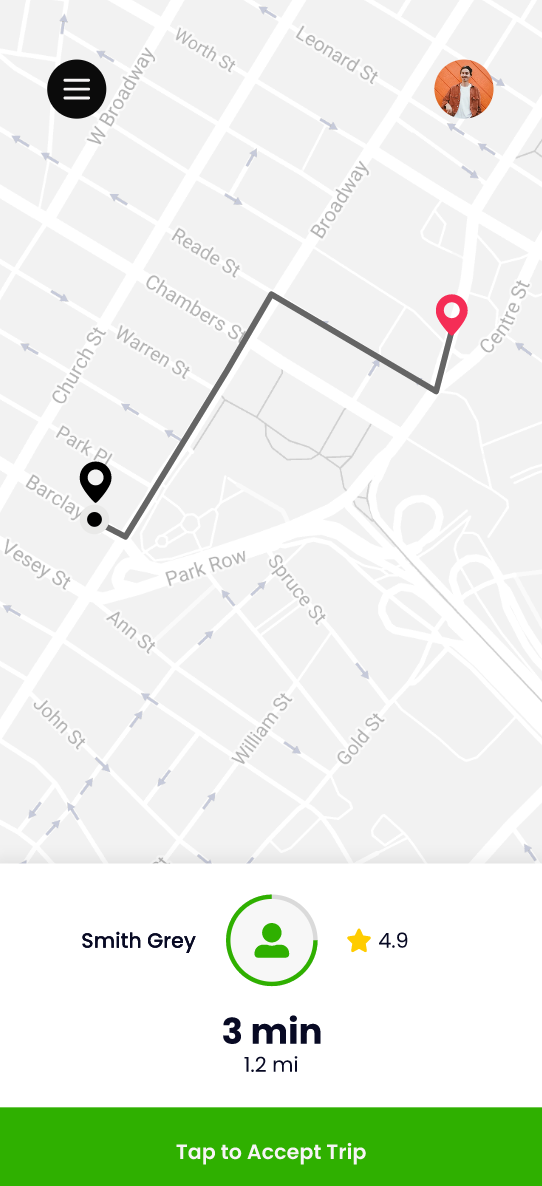 Worth St
Leonard St
W Broadway
Broadway
Reade St
Chambers St
Centre St
Warren St
Church St
Park Pl
Barclay
Vesey St
Park Row
Spruce St
Ann St
John St
William St
Gold St
Smith Grey
4.9
3 min
1.2 mi
Tap to Accept Trip